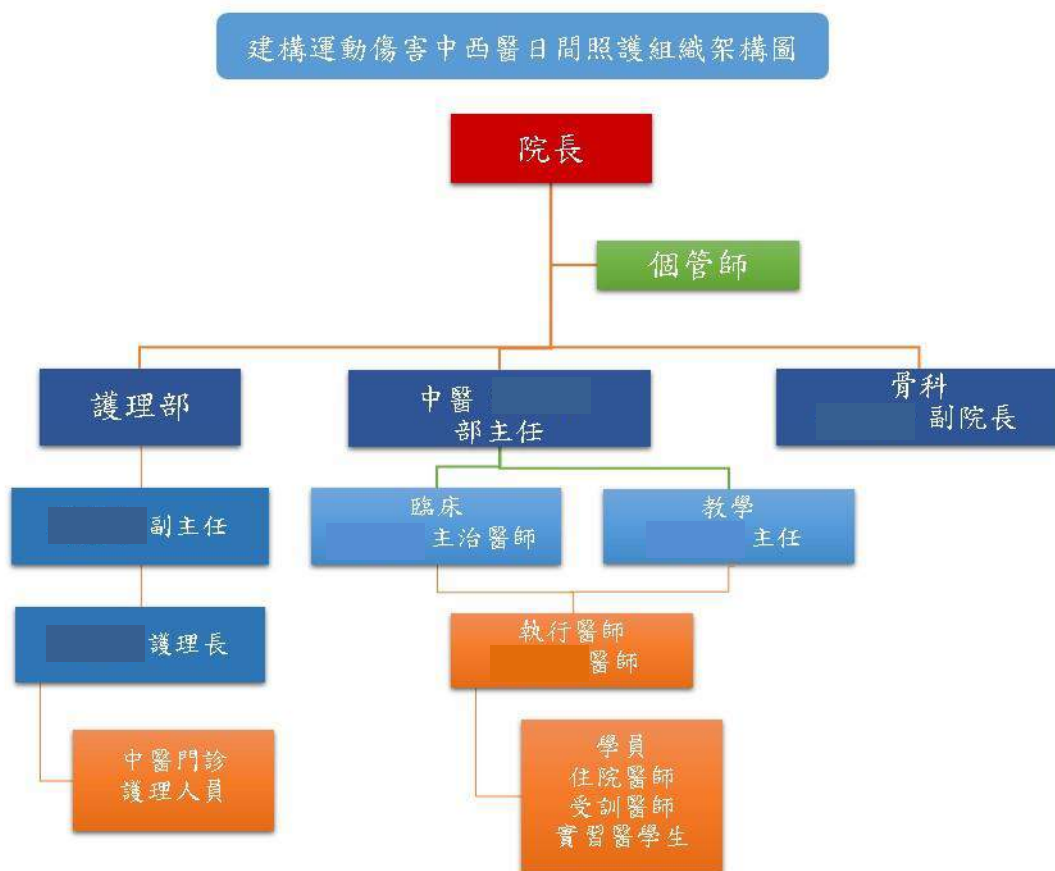 建構運動傷害中西醫日間照護組織架構圖
院長
個管師
護理部
中醫
部主任
骨科
副院長
副主任
臨床
主治醫師
教學
主任
護理長
執行醫師
醫師
中醫門診
護理人員
學員
住院醫師
受訓醫師
實習醫學生